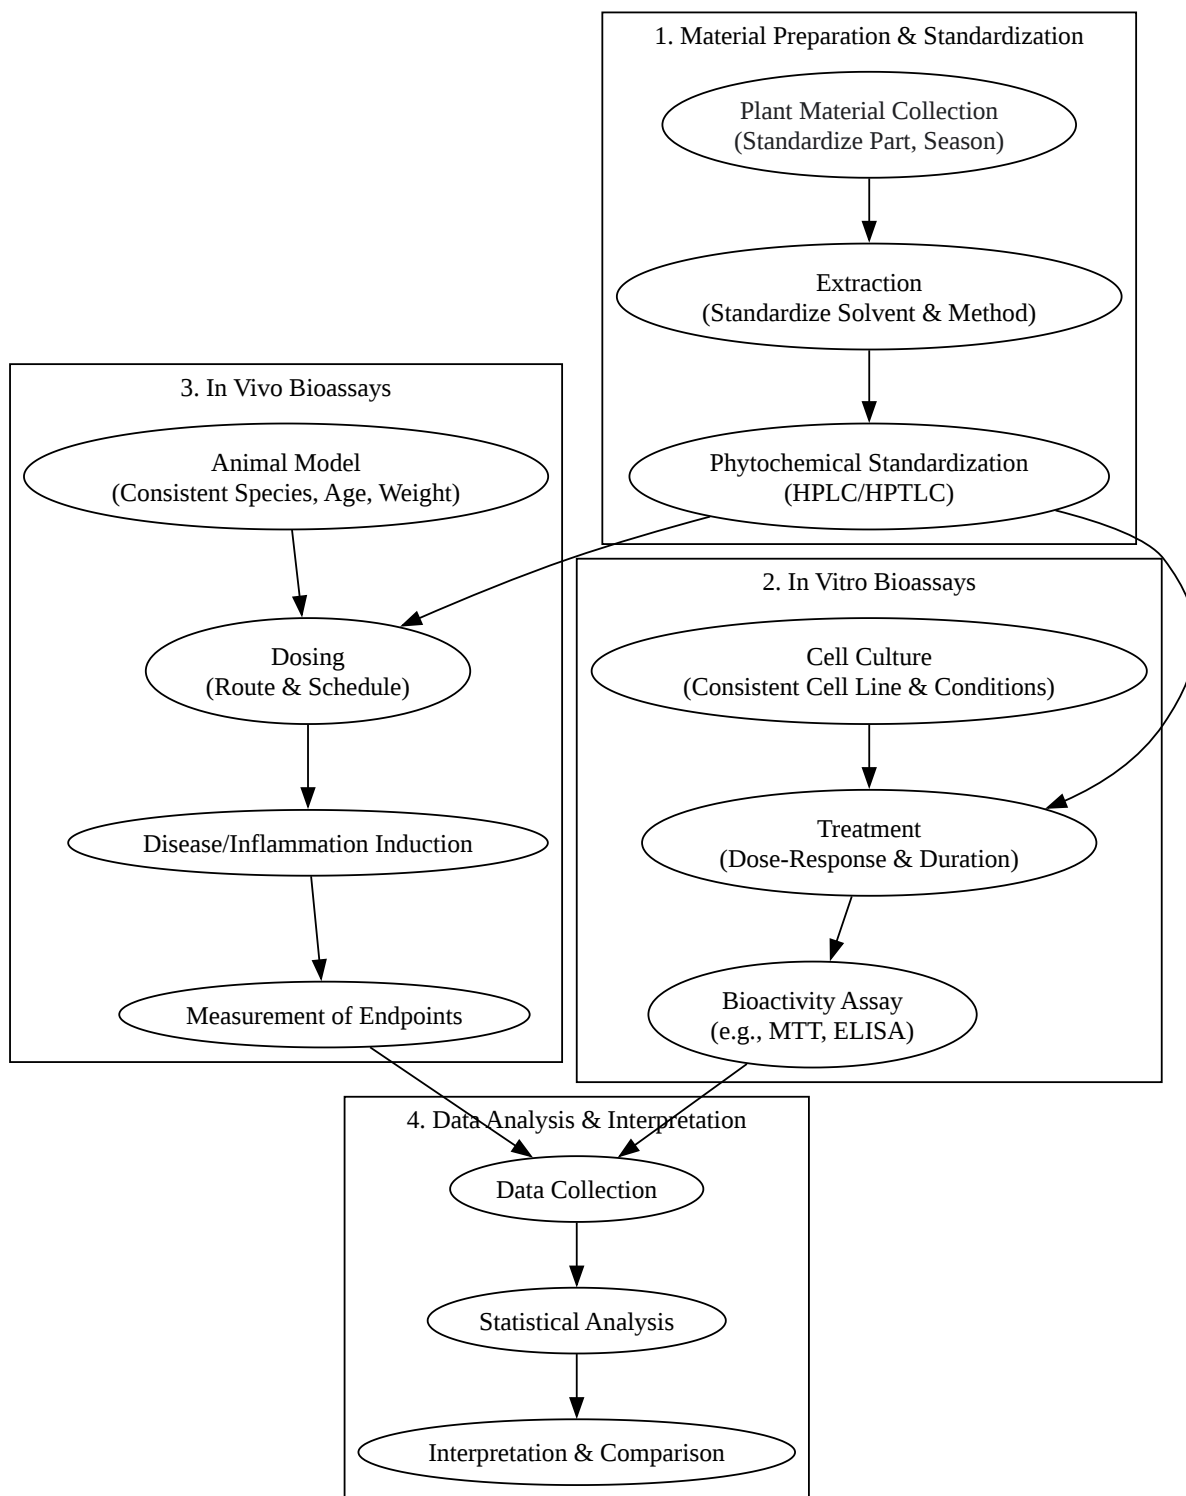 1. Material Preparation & Standardization
Plant Material Collection
(Standardize Part, Season)
Extraction
(Standardize Solvent & Method)
Phytochemical Standardization
(HPLC/HPTLC)
2. In Vitro Bioassays
Cell Culture
(Consistent Cell Line & Conditions)
Treatment
(Dose-Response & Duration)
Bioactivity Assay
(e.g., MTT, ELISA)
3. In Vivo Bioassays
Animal Model
(Consistent Species, Age, Weight)
Dosing
(Route & Schedule)
Disease/Inflammation Induction
Measurement of Endpoints
4. Data Analysis & Interpretation
Data Collection
Statistical Analysis
Interpretation & Comparison